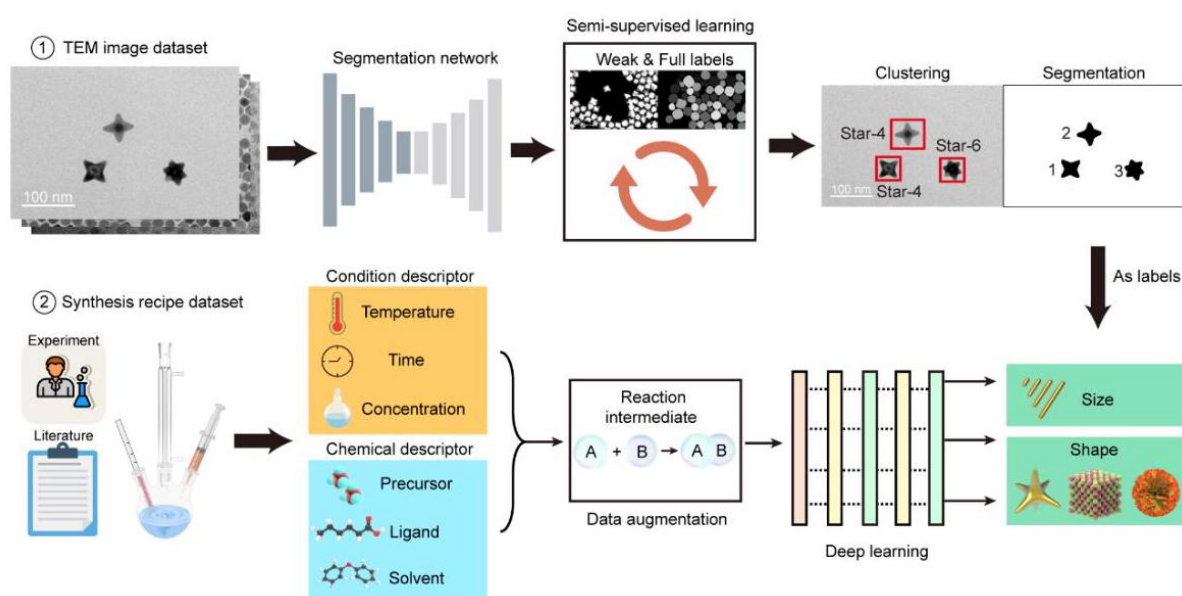 ① TEM image dataset
100 nm
Segmentation network
Semi-supervised learning
Weak & Full labels
Clustering
Segmentation
Star-4
Star-6
Star-4
100 nm
2
1
3
As labels
② Synthesis recipe dataset
Experiment
Literature
Condition descriptor
Temperature
Time
Concentration
Chemical descriptor
Precursor
Ligand
Solvent
Reaction
intermediate
A + B → A B
Data augmentation
Deep learning
Size
Shape